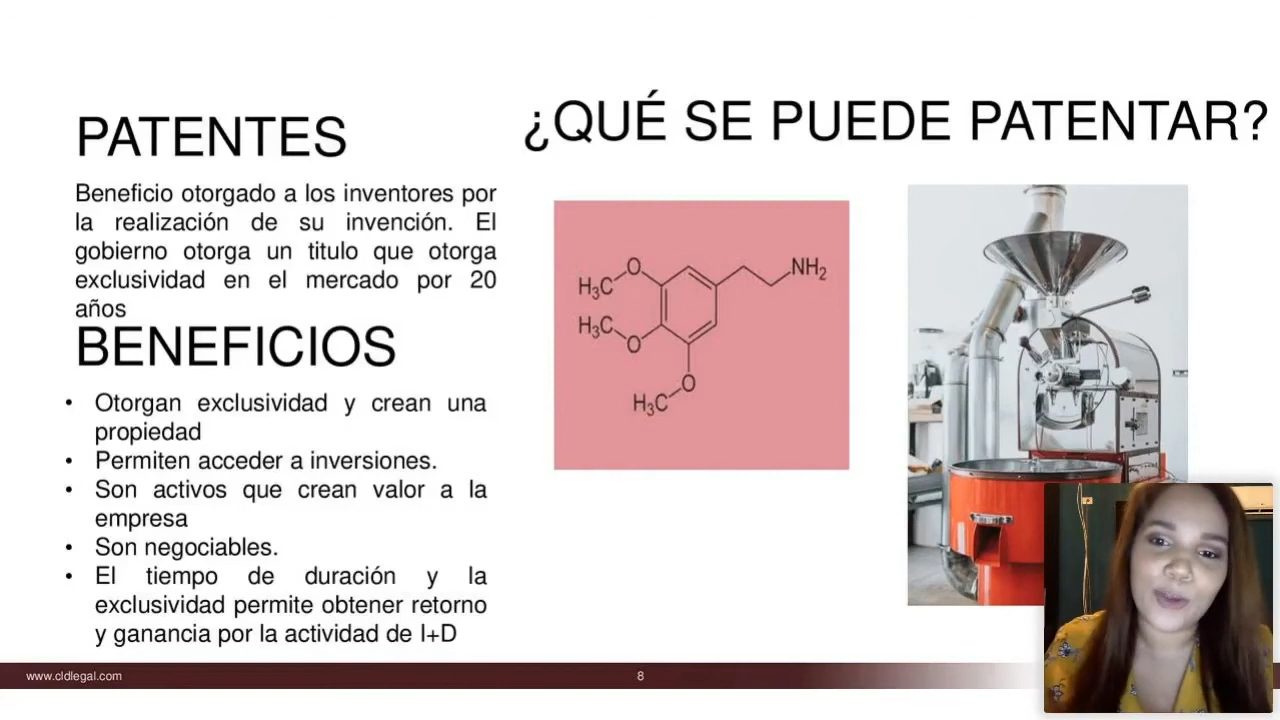 PATENTES
Beneficio otorgado a los inventores por
la realización de su invención. El
gobierno otorga un titulo que otorga
exclusividad en el mercado por 20
años
BENEFICIOS
• Otorgan exclusividad y crean una
propiedad
• Permiten acceder a inversiones.
• Son activos que crean valor a la
empresa
• Son negociables.
• El tiempo de duración y la
exclusividad permite obtener retorno
y ganancia por la actividad de I+D
¿QUÉ SE PUEDE PATENTAR?
O
NH₂
H₃C
H₃C
O
O
H₃C
www.cldlegal.com
8